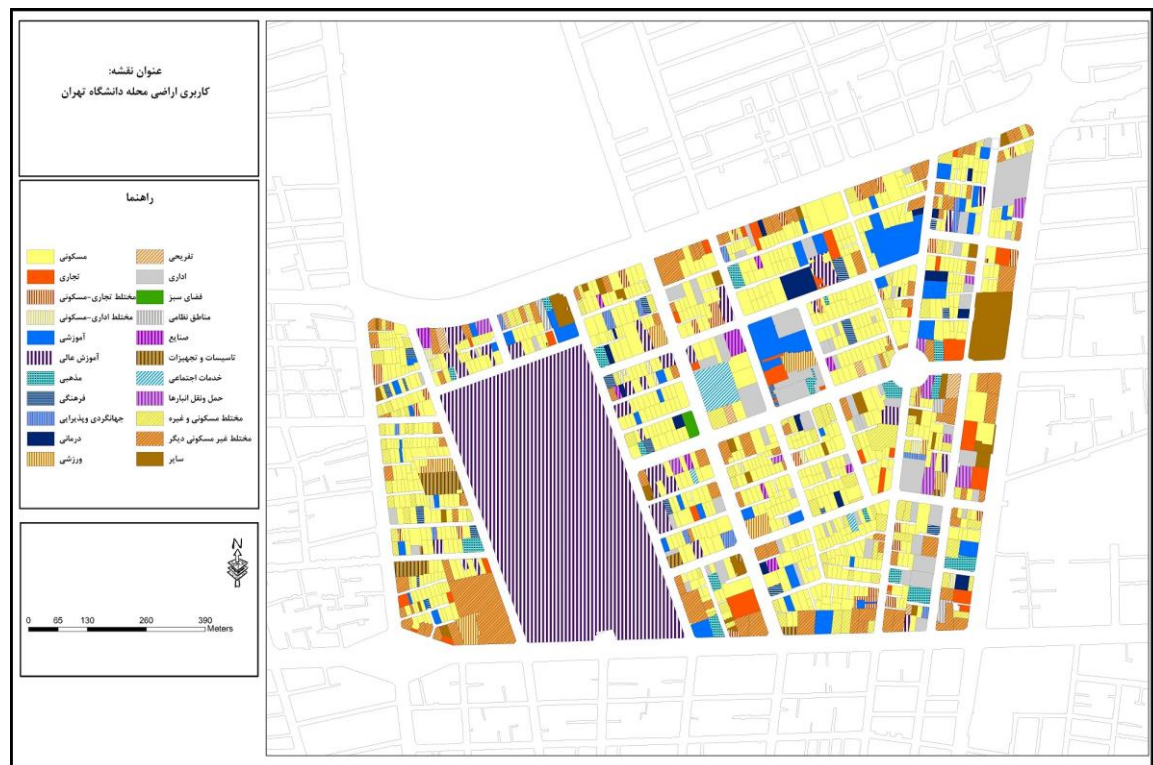 عنوان نقشه:
کاربری اراضی محله دانشگاه تهران
راهنما
مسکونی
تفریحی
تجاری
اداری
مختلط تجاری-مسکونی
فضای سبز
مختلط اداری-مسکونی
مناطق نظامی
آموزشی
صنایع
آموزش عالی
تاسیسات و تجهیزات
مذهبی
خدمات اجتماعی
فرهنگی
حمل ونقل انبارها
جهانگردی وپذیرایی
مختلط مسکونی و غیره
درمانی
مختلط غیر مسکونی دیگر
ورزشی
سایر
N
0 65 130 260 390
Meters